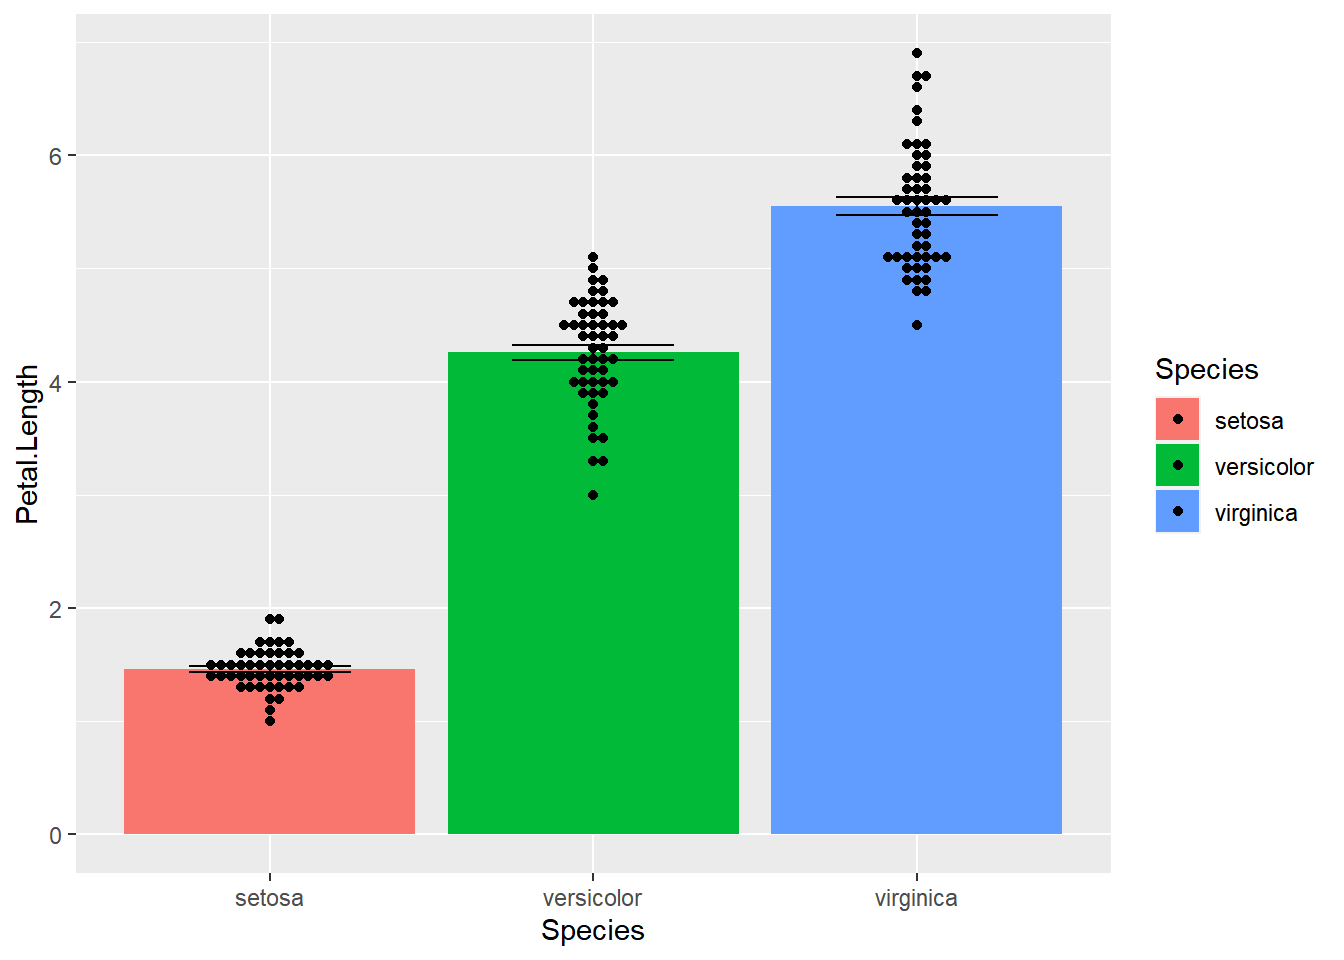 Petal.Length
6
4
2
0
setosa
versicolor
virginica
Species
Species
setosa
versicolor
virginica